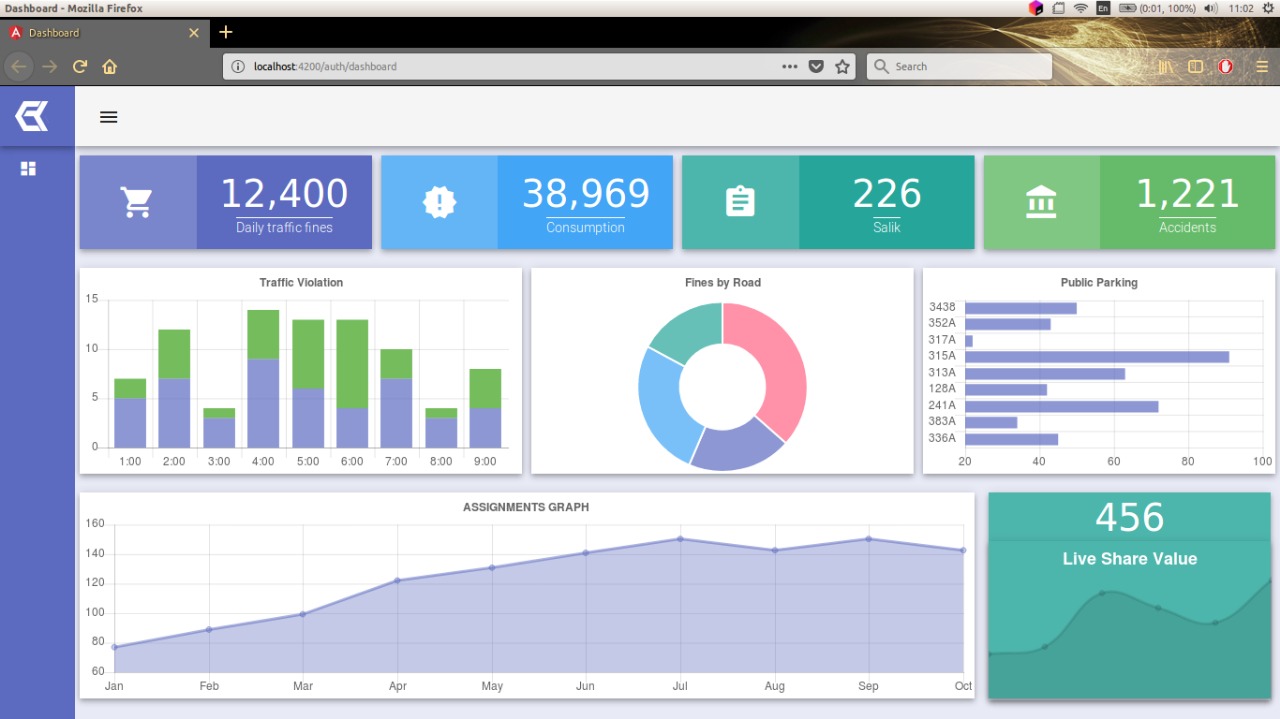 Dashboard - Mozilla Firefox
En
(0:01, 100%)
11:02
Dashboard
localhost:4200/auth/dashboard
Search
12,400
Daily traffic fines
38,969
Consumption
226
Salik
1,221
Accidents
Traffic Violation
15
10
5
0
1:00 2:00 3:00 4:00 5:00 6:00 7:00 8:00 9:00
Fines by Road
Public Parking
3438
352A
317A
315A
313A
128A
241A
383A
336A
20 40 60 80 100
ASSIGNMENTS GRAPH
160
140
120
100
80
60
Jan Feb Mar Apr May Jun Jul Aug Sep Oct
456
Live Share Value